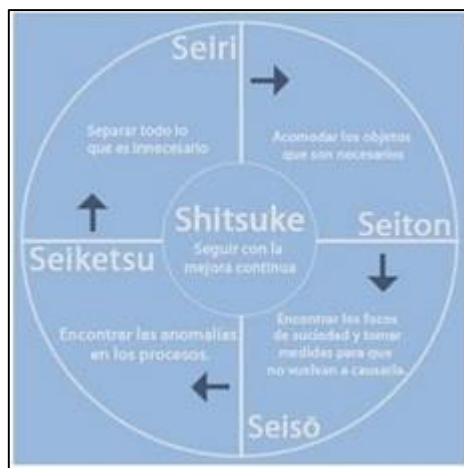 Seiri
Separar todo lo
que es innecesario
Acomodar los objetos
que son necesarios
Shitsuke
Seguir con la
mejora continua
Seiketsu
Seiton
Encontrar las anomalías
en los procesos.
Encontrar los focos
de suciedad y tomar
medidas para que
no vuelvan a causarla.
Seisō